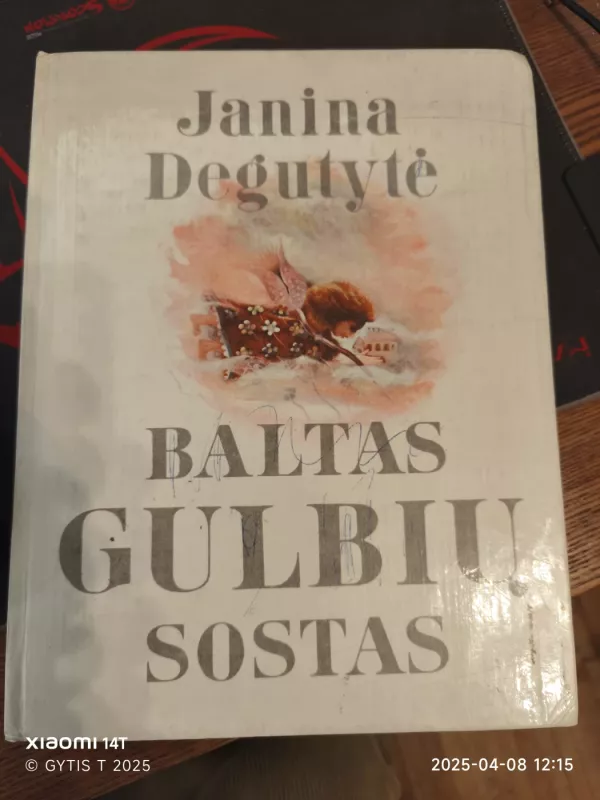 Janina
Degutytė
BALTAS
GULBIŲ
SOSTAS
XIAOMI 14T
© GYTIS T 2025
2025-04-08 12:15